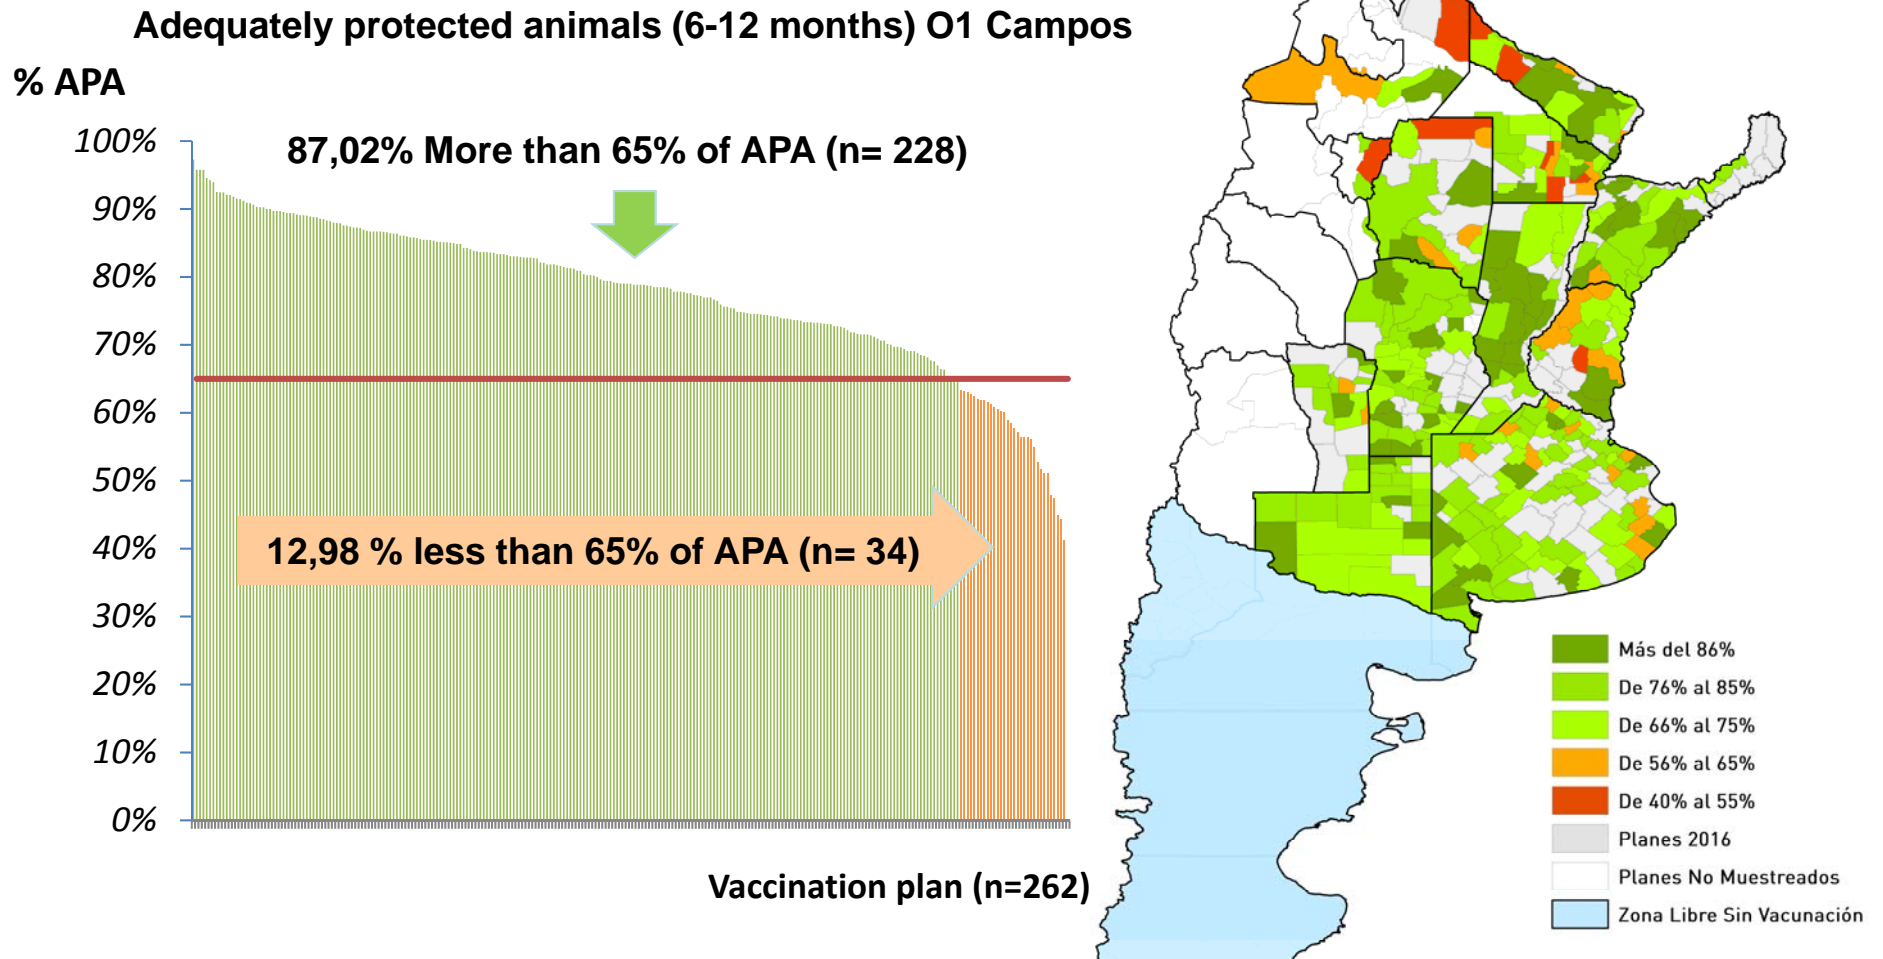 Adequately protected animals (6-12 months) O1 Campos
% APA
100%
87,02% More than 65% of APA (n= 228)
90%
80%
70%
60%
50%
12,98 % less than 65% of APA (n= 34)
40%
30%
20%
10%
0%
Vaccination plan (n=262)
Más del 86%
De 76% al 85%
De 66% al 75%
De 56% al 65%
De 40% al 55%
Planes 2016
Planes No Muestreados
Zona Libre Sin Vacunación